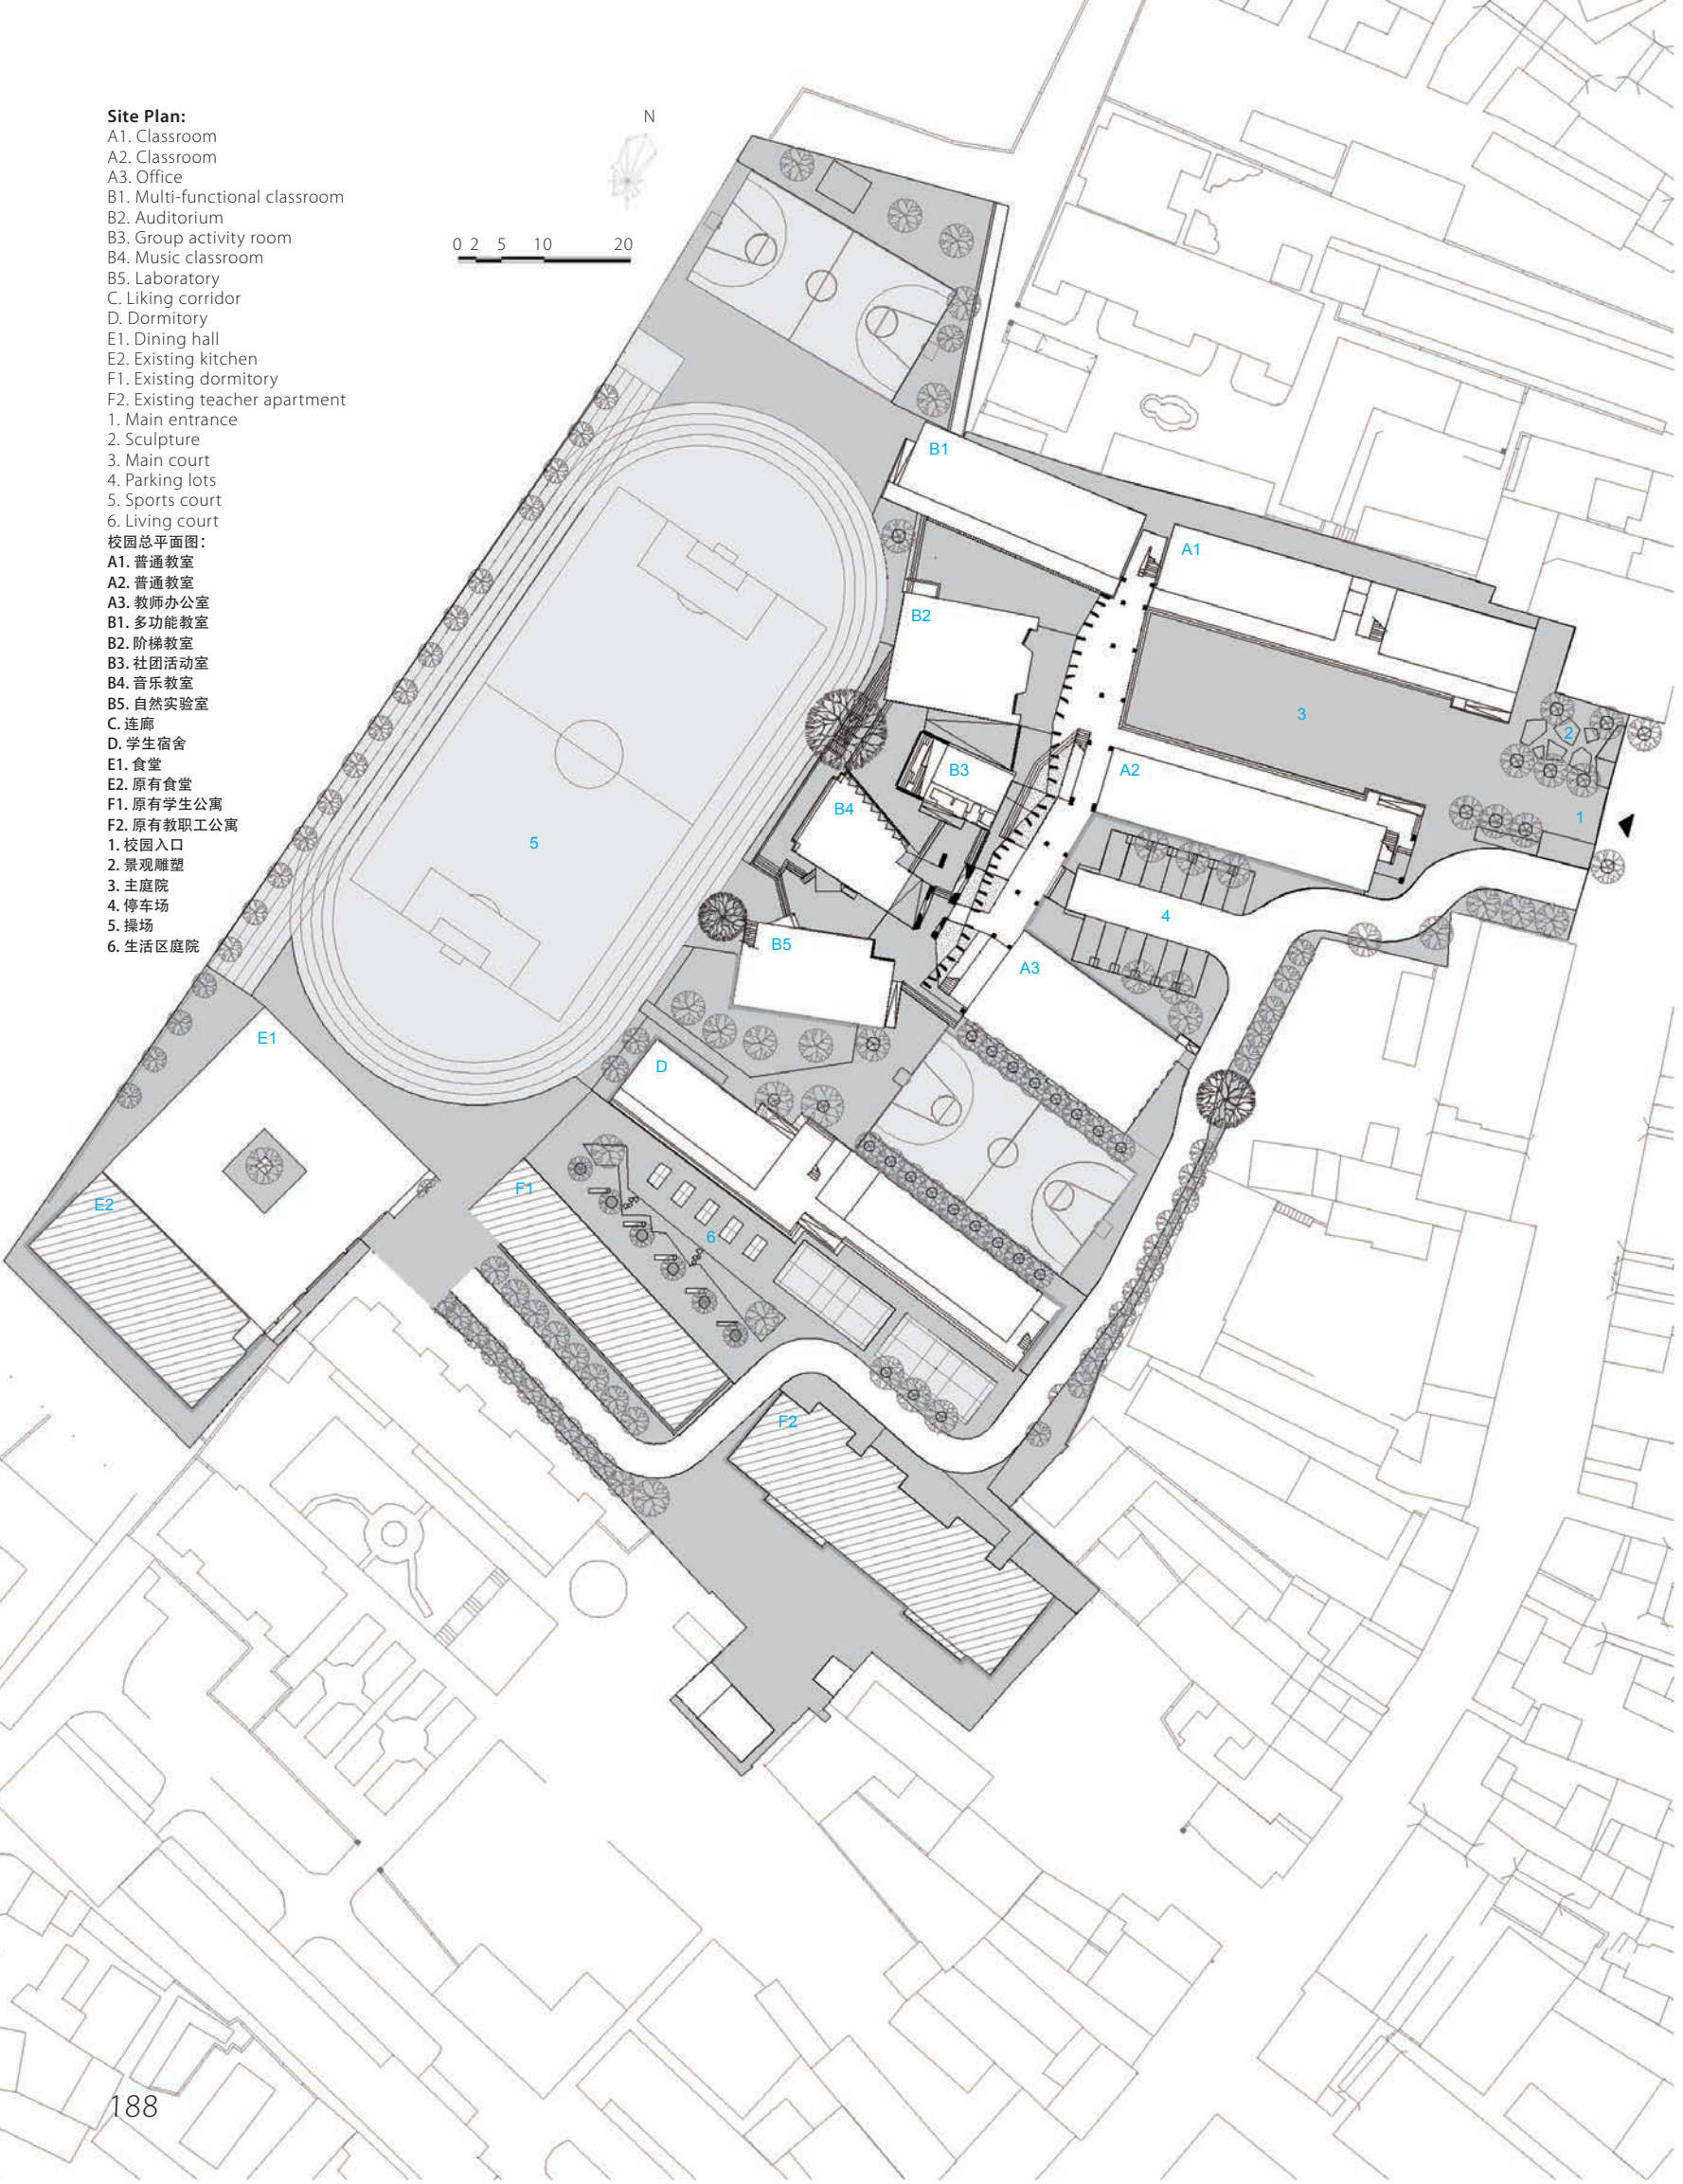 Site Plan:
A1. Classroom
A2. Classroom
A3. Office
B1. Multi-functional classroom
B2. Auditorium
B3. Group activity room
B4. Music classroom
B5. Laboratory
C. Liking corridor
D. Dormitory
E1. Dining hall
E2. Existing kitchen
F1. Existing dormitory
F2. Existing teacher apartment
1. Main entrance
2. Sculpture
3. Main court
4. Parking lots
5. Sports court
6. Living court
校园总平面图：
A1. 普通教室
A2. 普通教室
A3. 教师办公室
B1. 多功能教室
B2. 阶梯教室
B3. 社团活动室
B4. 音乐教室
B5. 自然实验室
C. 连廊
D. 学生宿舍
E1. 食堂
E2. 原有食堂
F1. 原有学生公寓
F2. 原有教职工公寓
1. 校园入口
2. 景观雕塑
3. 主庭院
4. 停车场
5. 操场
6. 生活区庭院
N
0 2 5 10 20
B1
A1
B2
3
2
B3
A2
B4
1
5
4
B5
A3
E1
D
F1
E2
6
F2
188